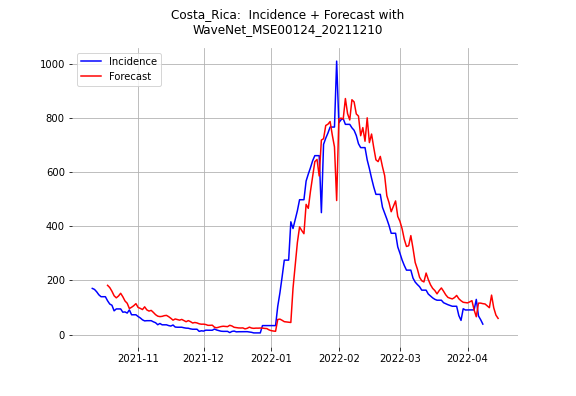 Costa_Rica:  Incidence + Forecast with
WaveNet_MSE00124_20211210
Incidence
Forecast
1000
800
600
400
200
0
2021-11 2021-12 2022-01 2022-02 2022-03 2022-04